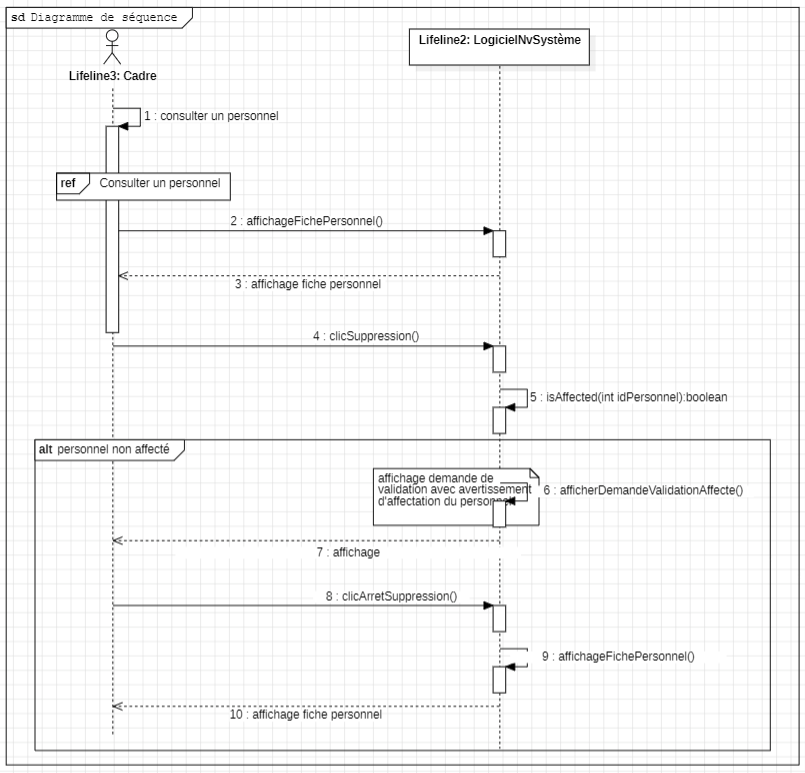 sd Diagramme de séquence
Lifeline3: Cadre
Lifeline2: LogicielNvSystème
1 : consulter un personnel
ref Consulter un personnel
2 : affichageFichePersonnel()
3 : affichage fiche personnel
4 : clicSuppression()
5 : isAffected(int idPersonnel):boolean
alt personnel non affecté
affichage demande de
validation avec avertissement
d'affectation du personnel
6 : afficherDemandeValidationAffecte()
7 : affichage
8 : clicArretSuppression()
9 : affichageFichePersonnel()
10 : affichage fiche personnel